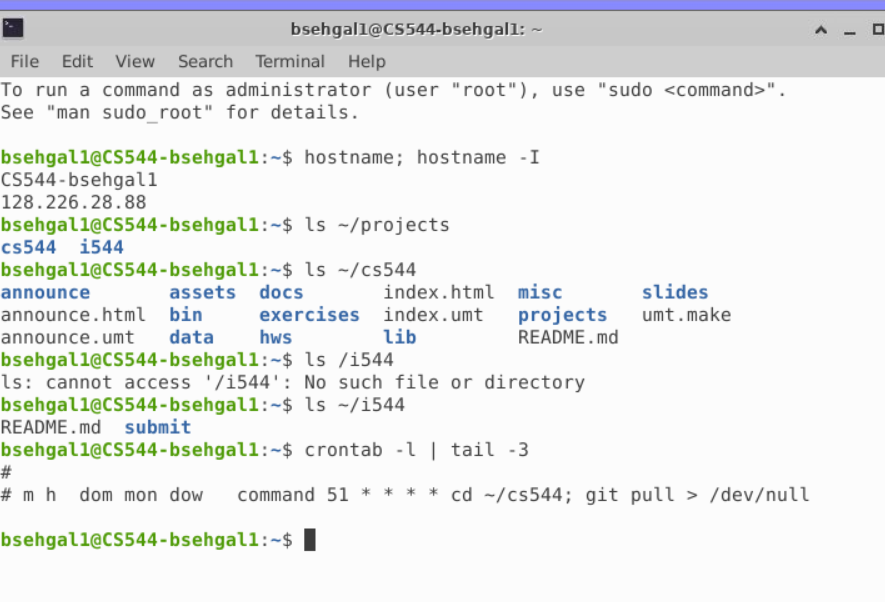 bsehgal1@CS544-bsehgal1: ~
File Edit View Search Terminal Help
To run a command as administrator (user "root"), use "sudo <command>".
See "man sudo_root" for details.
bsehgal1@CS544-bsehgal1:~$ hostname; hostname -I
CS544-bsehgal1
128.226.28.88
bsehgal1@CS544-bsehgal1:~$ ls ~/projects
cs544  i544
bsehgal1@CS544-bsehgal1:~$ ls ~/cs544
announce       assets  docs       index.html  misc      slides
announce.html  bin     exercises  index.umt   projects  umt.make
announce.umt   data    hws        lib         README.md
bsehgal1@CS544-bsehgal1:~$ ls /i544
ls: cannot access '/i544': No such file or directory
bsehgal1@CS544-bsehgal1:~$ ls ~/i544
README.md  submit
bsehgal1@CS544-bsehgal1:~$ crontab -l | tail -3
#
# m h  dom mon dow   command 51 * * * * cd ~/cs544; git pull > /dev/null
bsehgal1@CS544-bsehgal1:~$